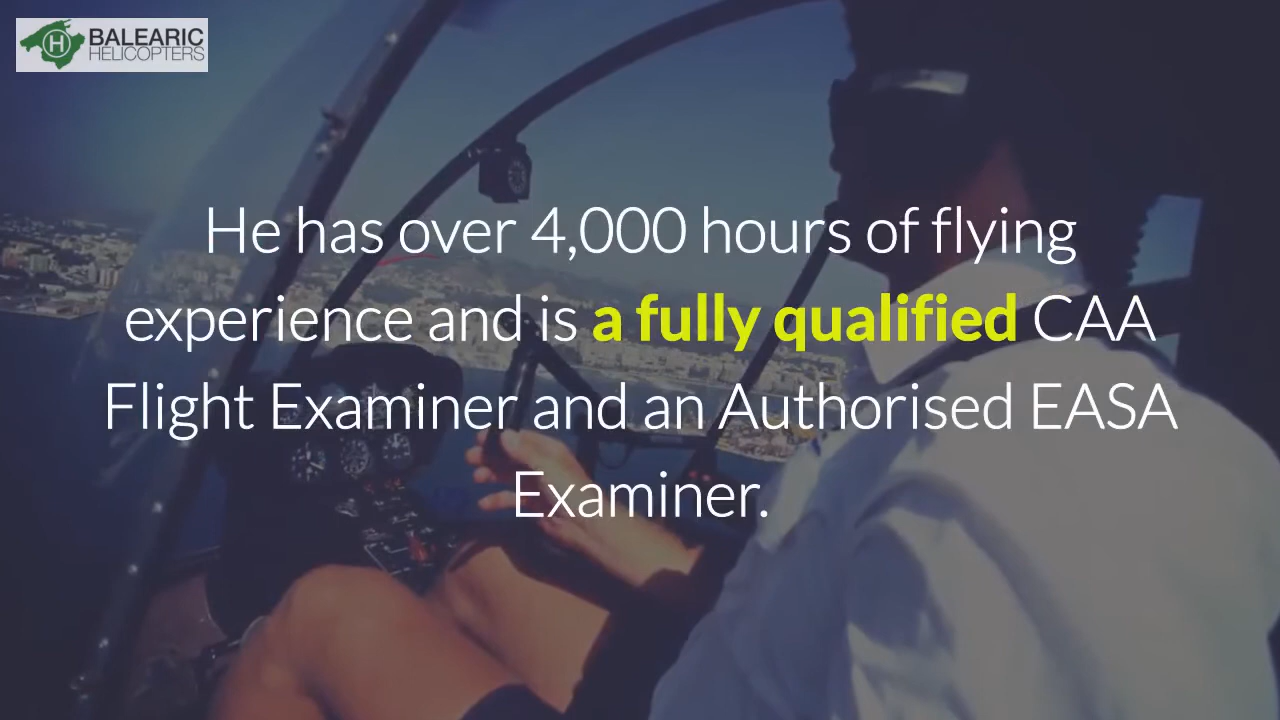 BALEARIC
HELICOPTERS
He has over 4,000 hours of flying
experience and is a fully qualified CAA
Flight Examiner and an Authorised EASA
Examiner.